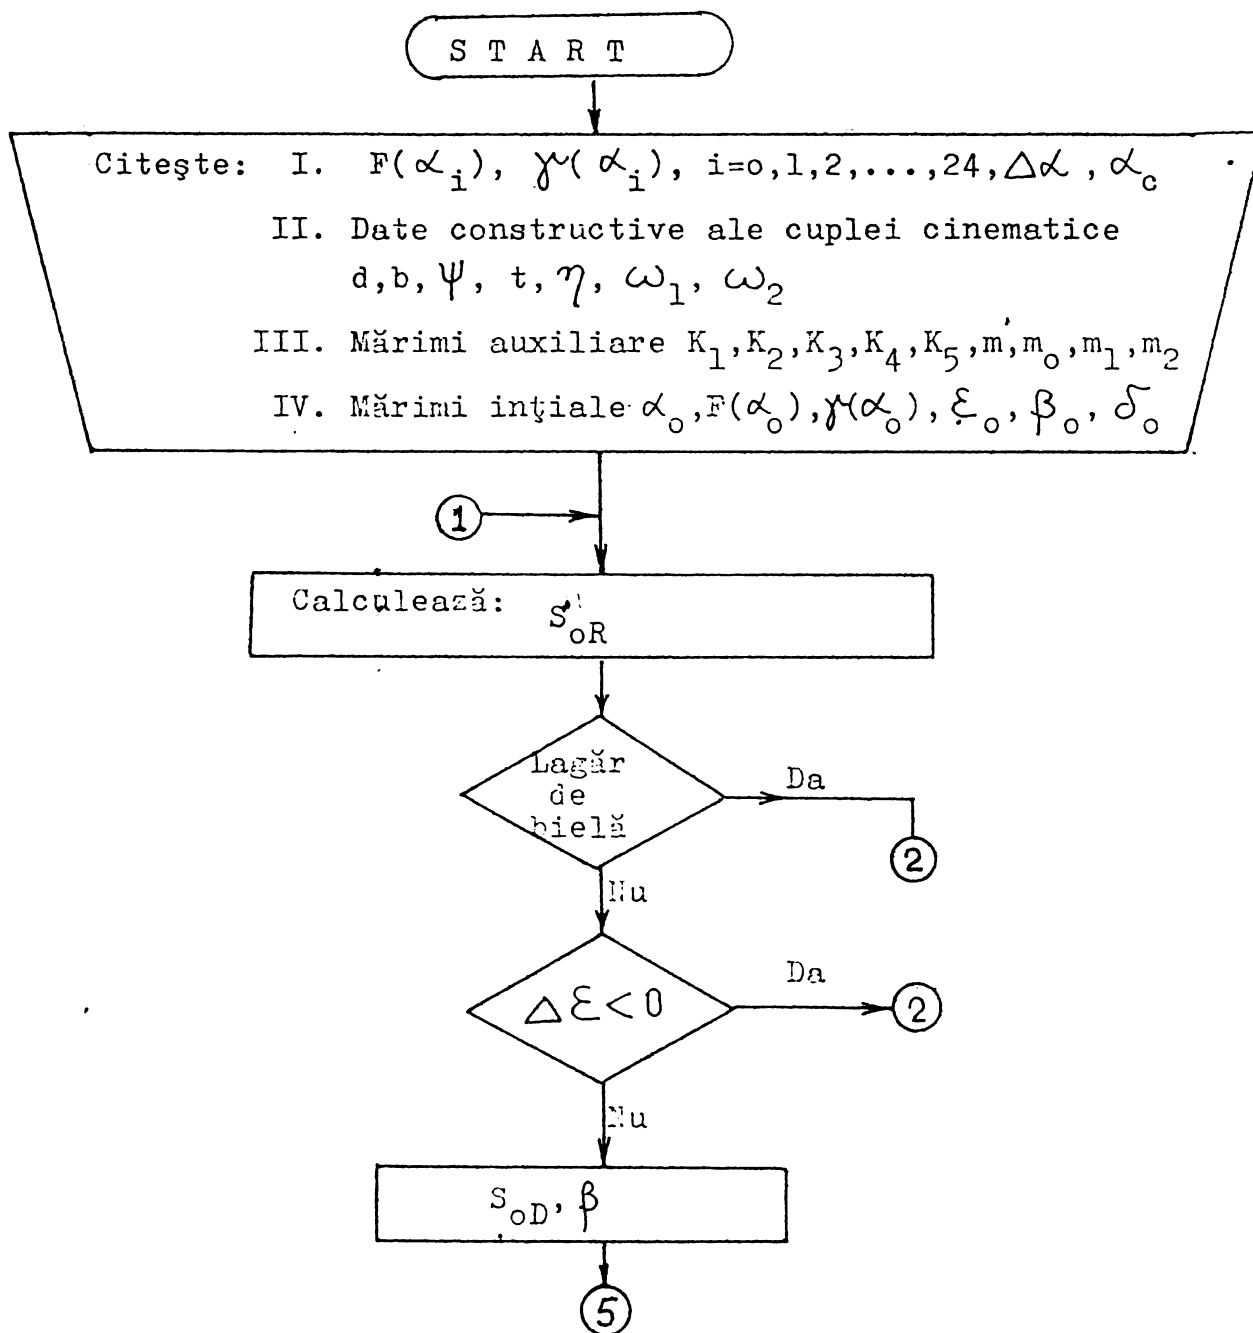 S T A R T
Citeşte: I. F(α_i), γ(α_i), i=o,1,2,...,24, Δα, α_c
II. Date constructive ale cuplei cinematice
d,b, ψ, t, η, ω_1, ω_2
III. Mărimi auxiliare K_1,K_2,K_3,K_4,K_5,m',m_o,m_1,m_2
IV. Mărimi inţiale α_o,F(α_o),γ(α_o), ε_o, β_o, δ_o
1
Calculează: S_oR
Lagăr
de
bielă
Da
2
Nu
Δε<0
Da
2
Nu
S_oD, β
5